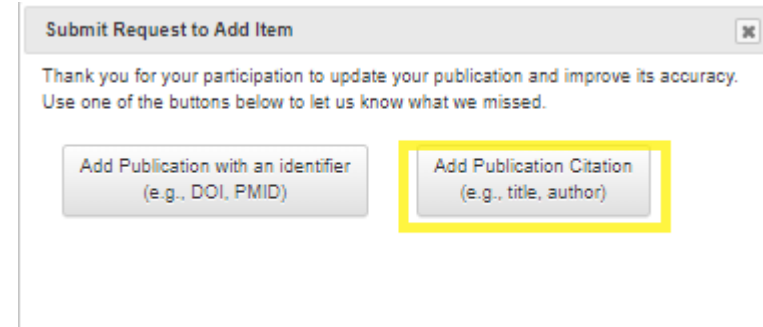 Submit Request to Add Item
Thank you for your participation to update your publication and improve its accuracy.
Use one of the buttons below to let us know what we missed.
Add Publication with an identifier
(e.g., DOI, PMID)
Add Publication Citation
(e.g., title, author)